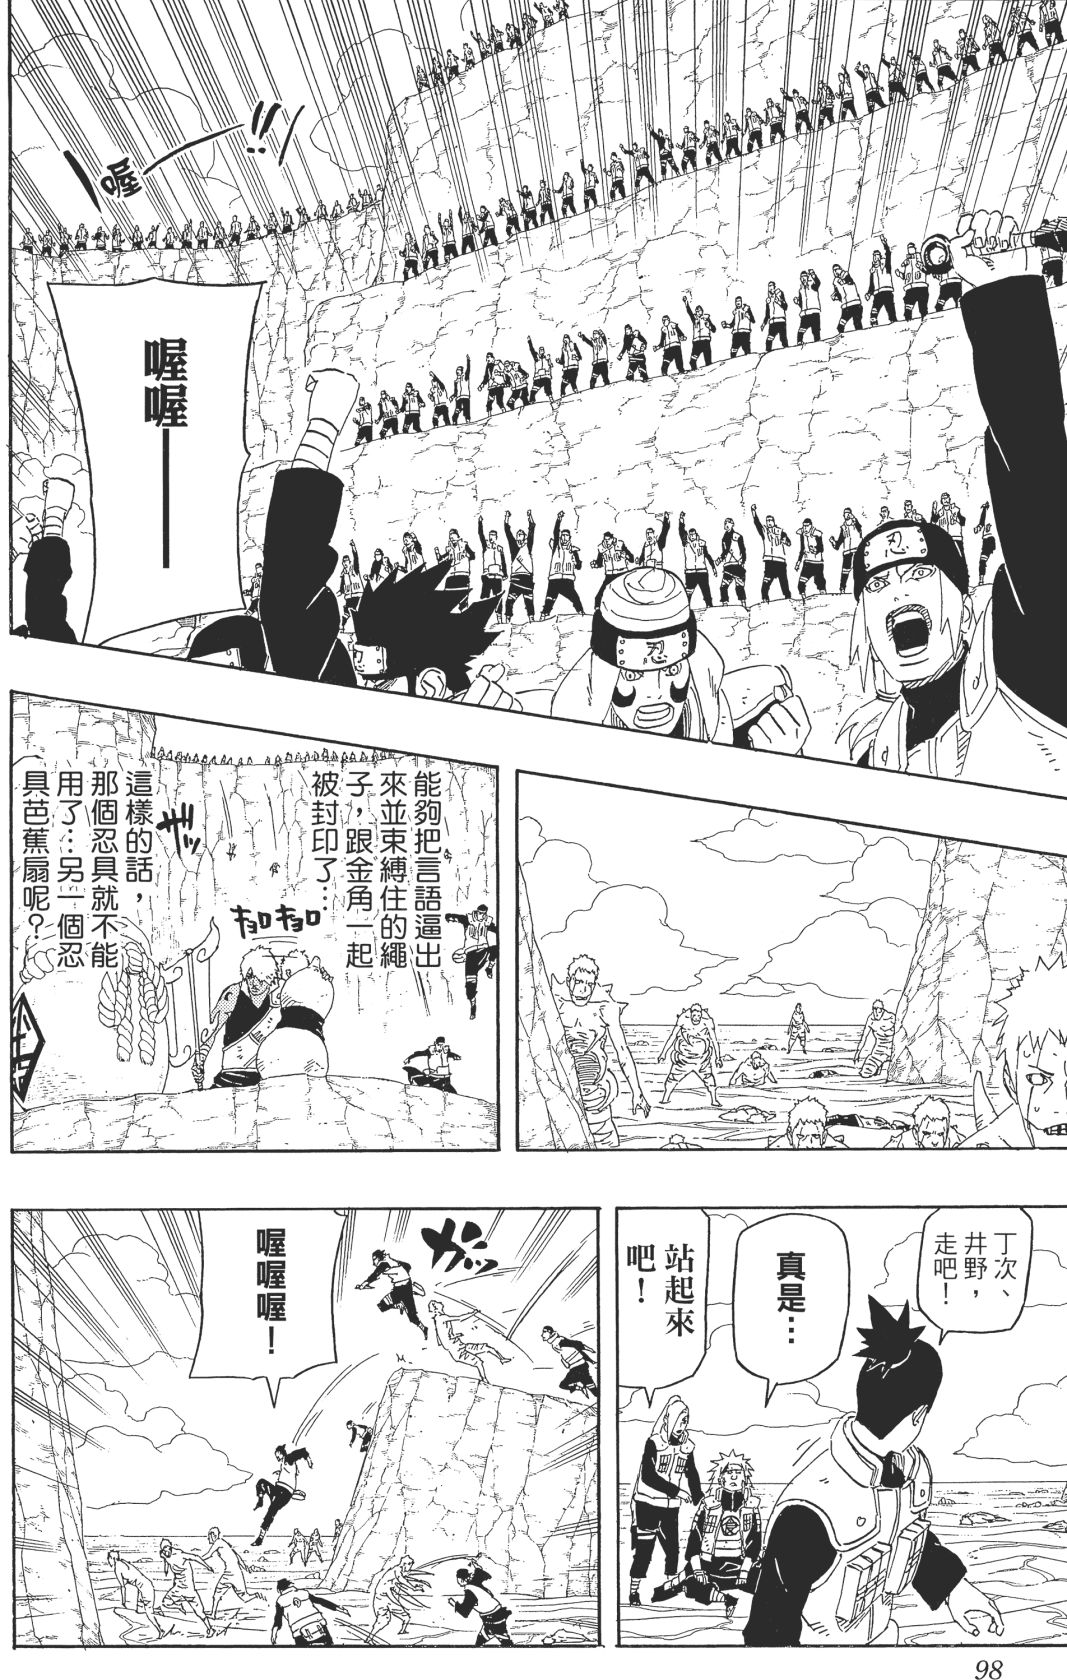 喔
!!
喔喔——
忍
忍
能夠把言語逼出
來並束縛住的繩
子，跟金角一起
被封印了…
這樣的話，
那個忍具就不能
用了…另一個忍
具芭蕉扇呢？
ザッ
キョロキョロ
丁次、
井野，
走吧！
真是…
站起來
吧！
ガッ
喔喔喔！
98